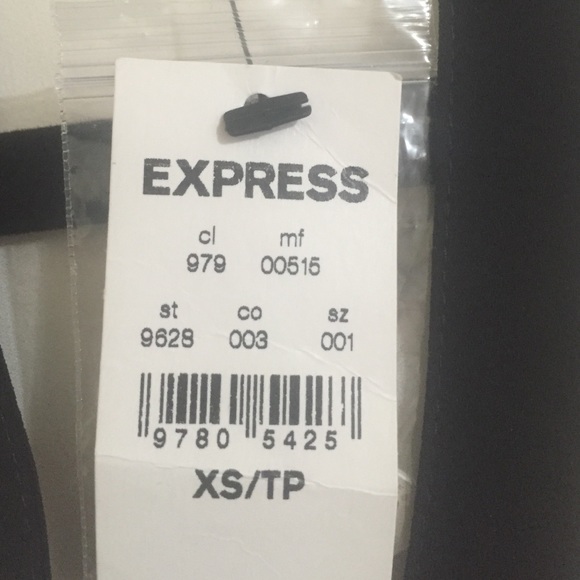 EXPRESS
cl mf
979 00515
st co sz
9628 003 001
9780 5425
XS/TP